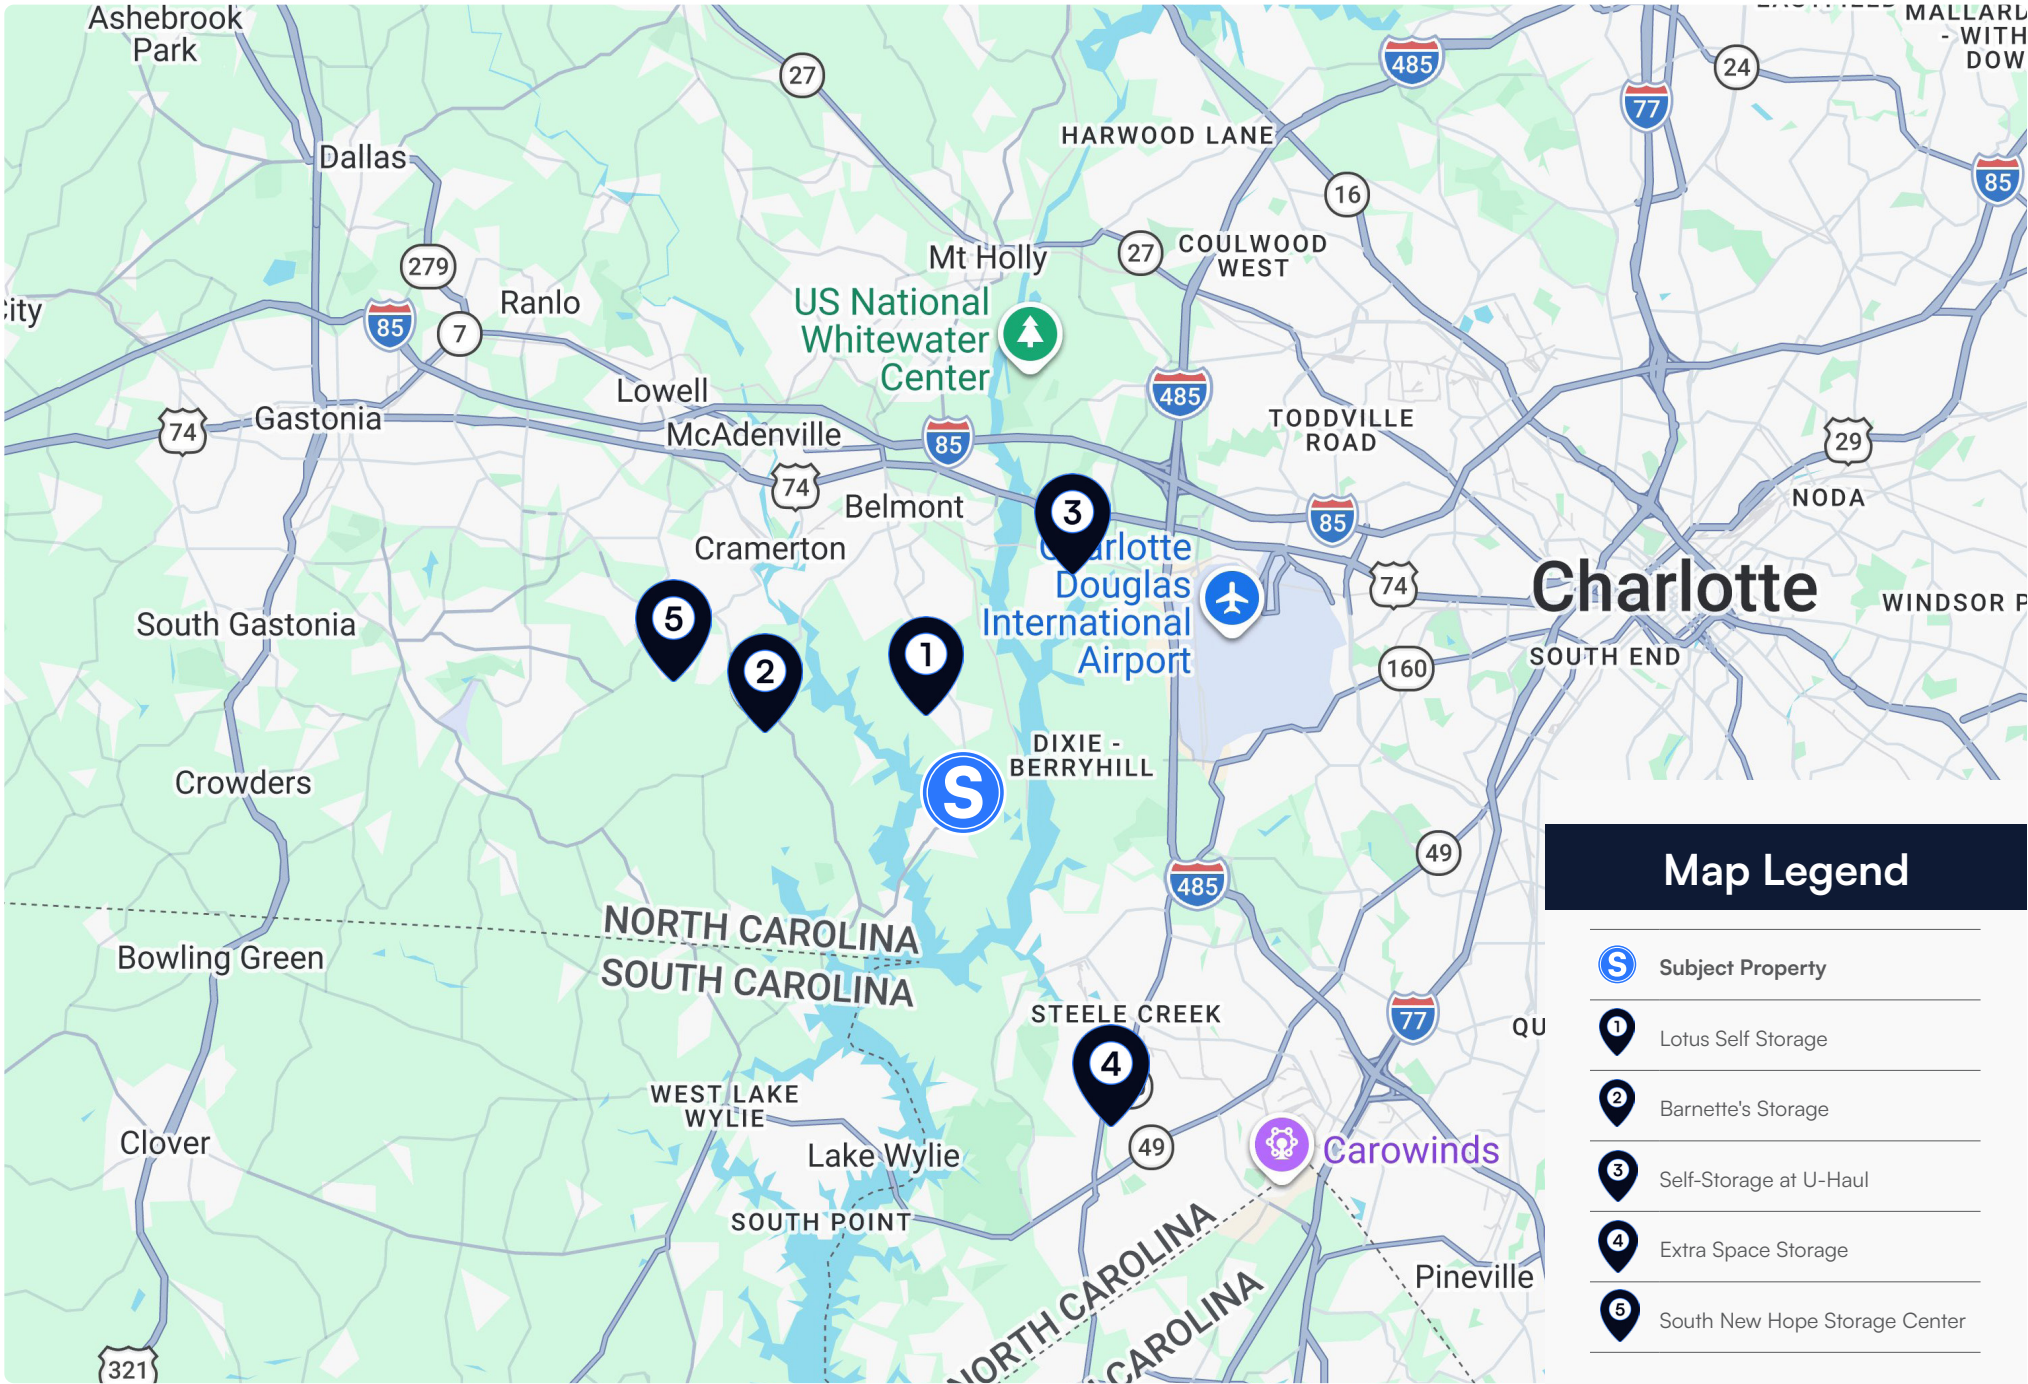 Ashebrook
Park
27
485
24
77
- WITH
DOW
HARWOOD LANE
Dallas
16
85
279
Mt Holly
27
COULWOOD
WEST
City
Ranlo
85
7
US National
Whitewater
Center
Lowell
485
TODDVILLE
ROAD
74
Gastonia
McAdenville
85
29
74
Belmont
3
85
NODA
Cramerton
Charlotte
Douglas
International
Airport
74
Charlotte
WINDSOR P
5
South Gastonia
2
1
160
SOUTH END
DIXIE -
BERRYHILL
Crowders
S
49
485
NORTH CAROLINA
SOUTH CAROLINA
Bowling Green
STEELE CREEK
77
QU
4
WEST LAKE
WYLIE
Clover
Lake Wylie
49
Carowinds
SOUTH POINT
NORTH CAROLINA
CAROLINA
Pineville
321
Map Legend
S Subject Property
1 Lotus Self Storage
2 Barnette's Storage
3 Self-Storage at U-Haul
4 Extra Space Storage
5 South New Hope Storage Center